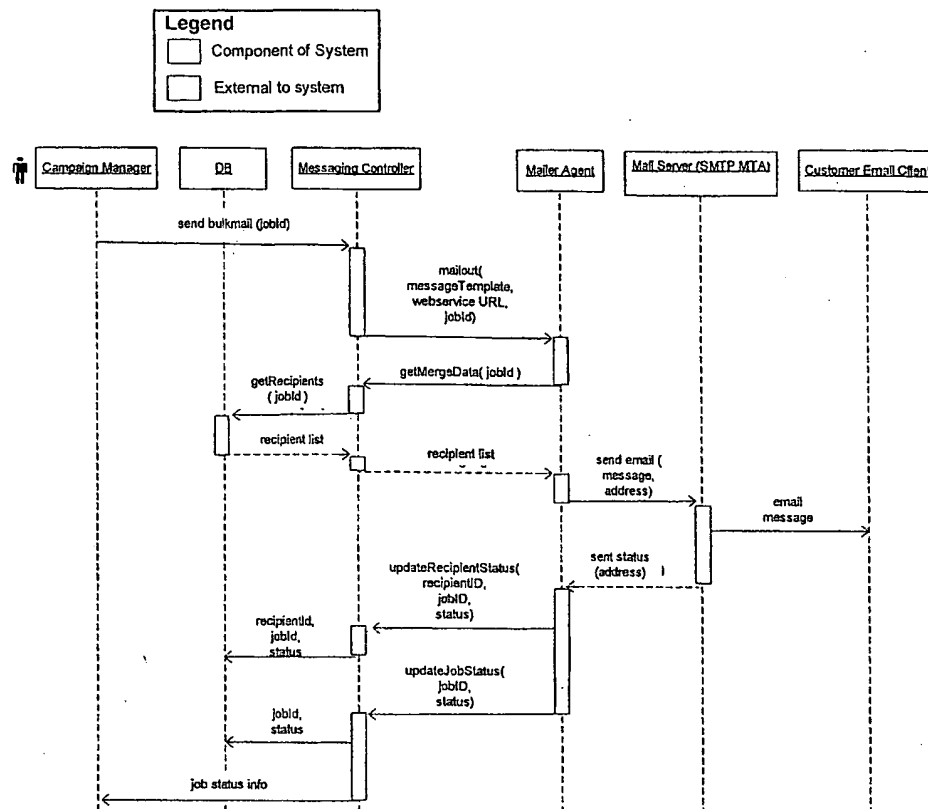 Legend
Component of System
External to system
Campaign Manager
DB
Messaging Controller
Mailer Agent
Mail Server (SMTP MTA)
Customer Email Client
send bulkmail (jobId)
mailout(
messageTemplate,
webservice URL,
jobId)
getMergeData( jobId )
getRecipients
( jobId )
recipient list
recipient list
send email (
message,
address)
email
message
sent status
(address) )
updateRecipientStatus(
recipientID,
jobID,
status)
recipientId,
jobId,
status
updateJobStatus(
jobID,
status)
jobId,
status
job status info